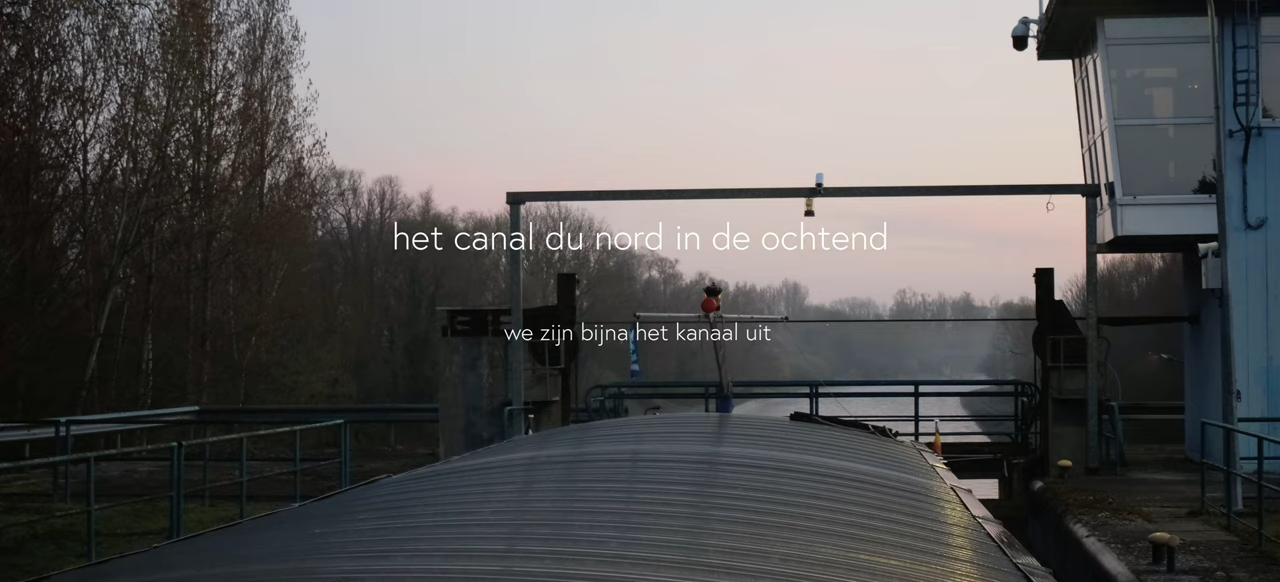 het canal du nord in de ochtend
we zijn bijna het kanaal uit